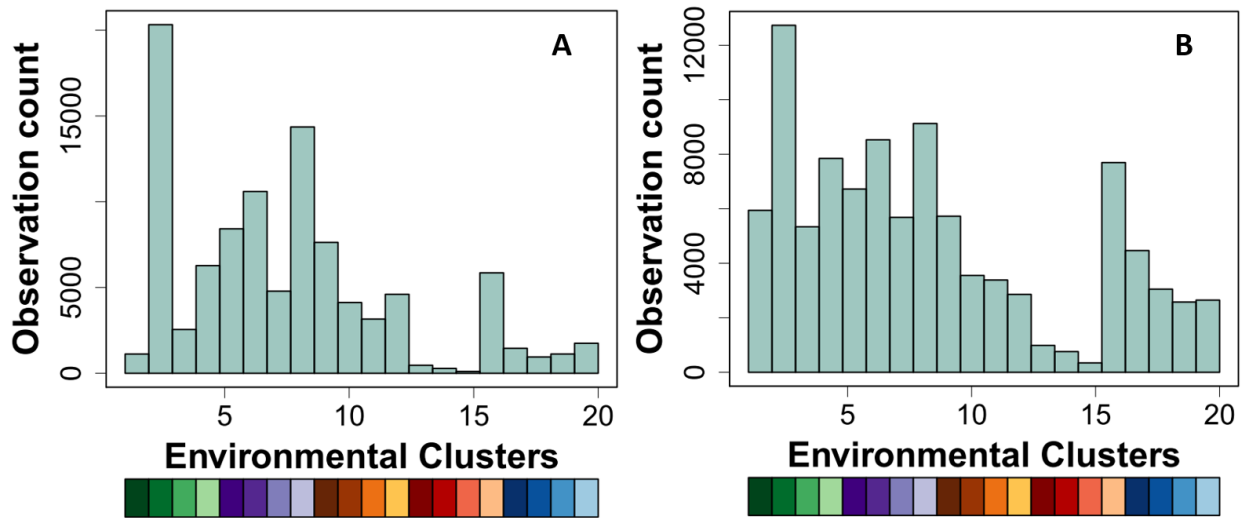 A
Observation count
15000
5000
0
5
10
15
20
Environmental Clusters
B
Observation count
12000
8000
4000
0
5
10
15
20
Environmental Clusters